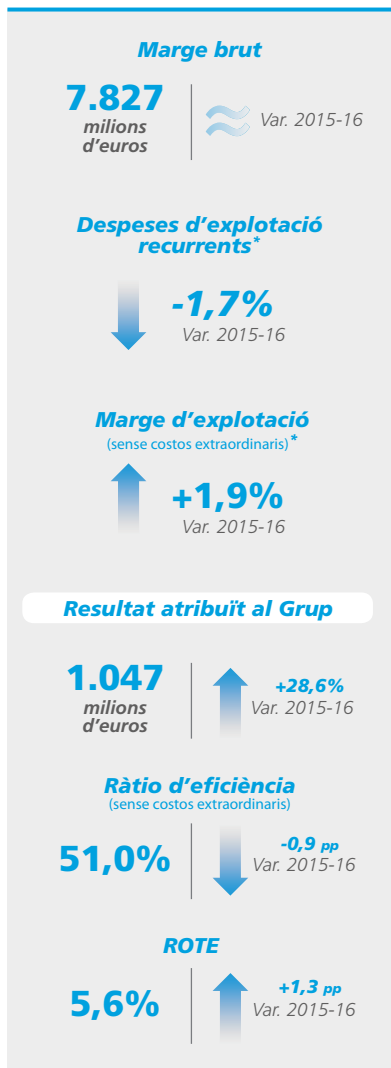 Marge brut
7.827
milions
d'euros
Var. 2015-16
Despeses d'explotació
recurrents*
-1,7%
Var. 2015-16
Marge d'explotació
(sense costos extraordinaris)*
+1,9%
Var. 2015-16
Resultat atribuït al Grup
1.047
milions
d'euros
+28,6%
Var. 2015-16
Ràtio d'eficiència
(sense costos extraordinaris)
51,0%
-0,9 pp
Var. 2015-16
ROTE
5,6%
+1,3 pp
Var. 2015-16